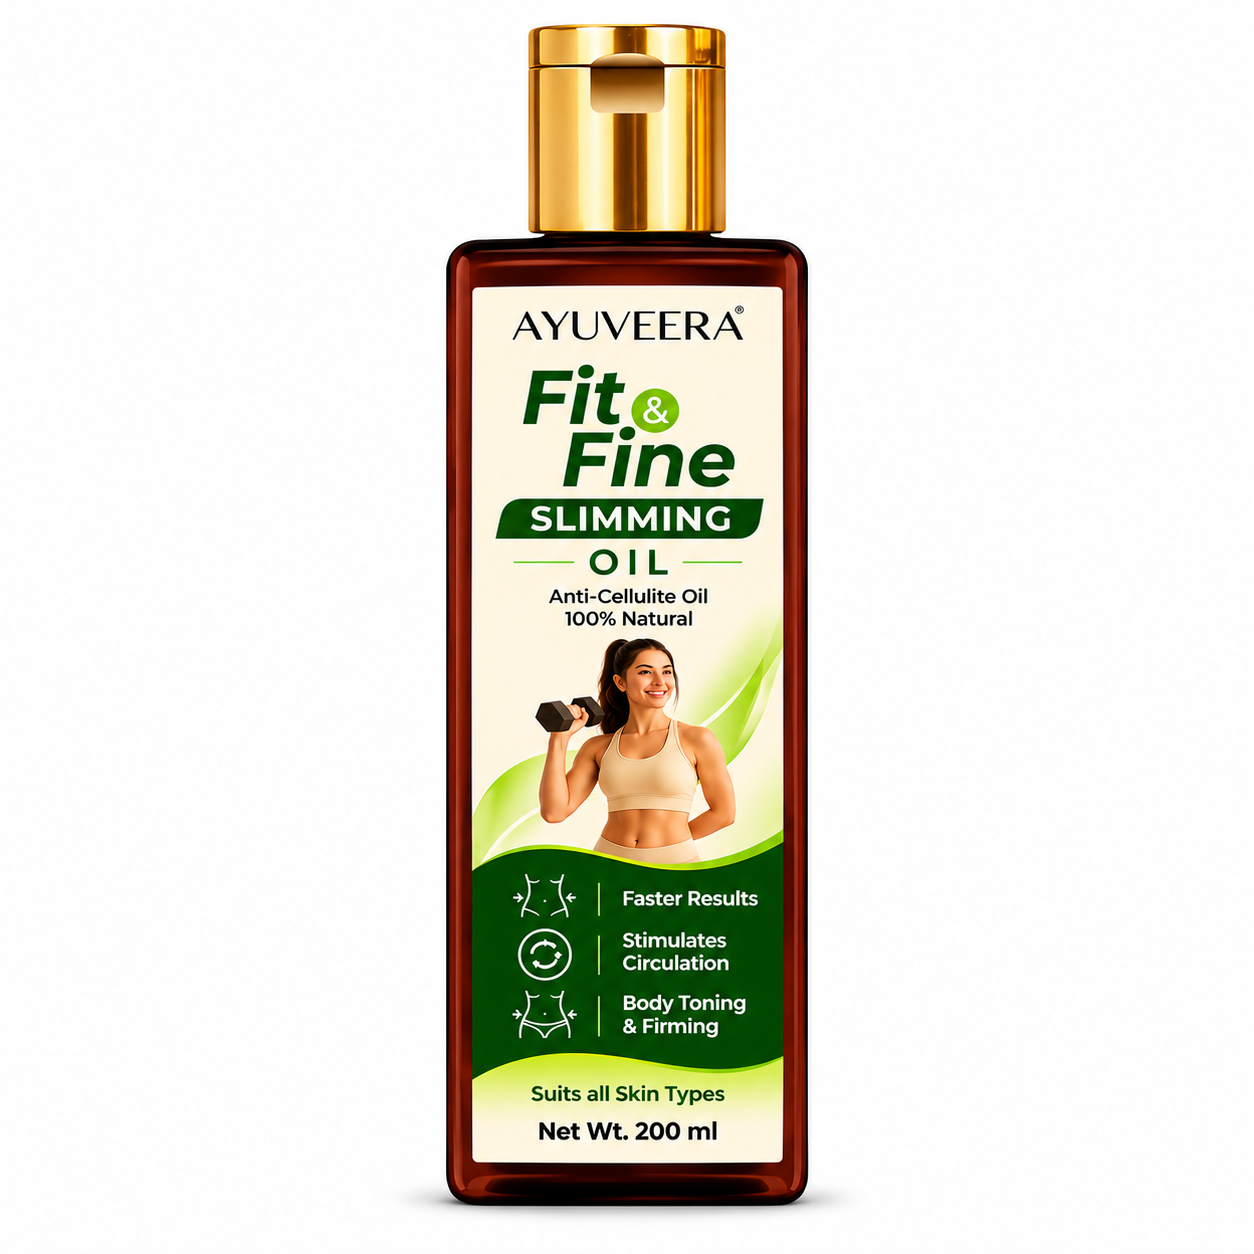 AYUVEERA®
Fit &
Fine
SLIMMING
OIL
Anti-Cellulite Oil
100% Natural
Faster Results
Stimulates
Circulation
Body Toning
& Firming
Suits all Skin Types
Net Wt. 200 ml